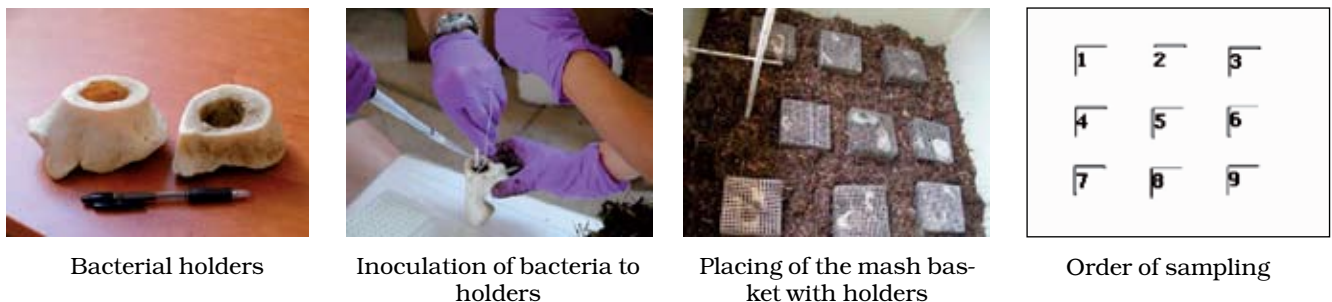 1 2 3
4 5 6
7 8 9
Bacterial holders
Inoculation of bacteria to
holders
Placing of the mash bas-
ket with holders
Order of sampling